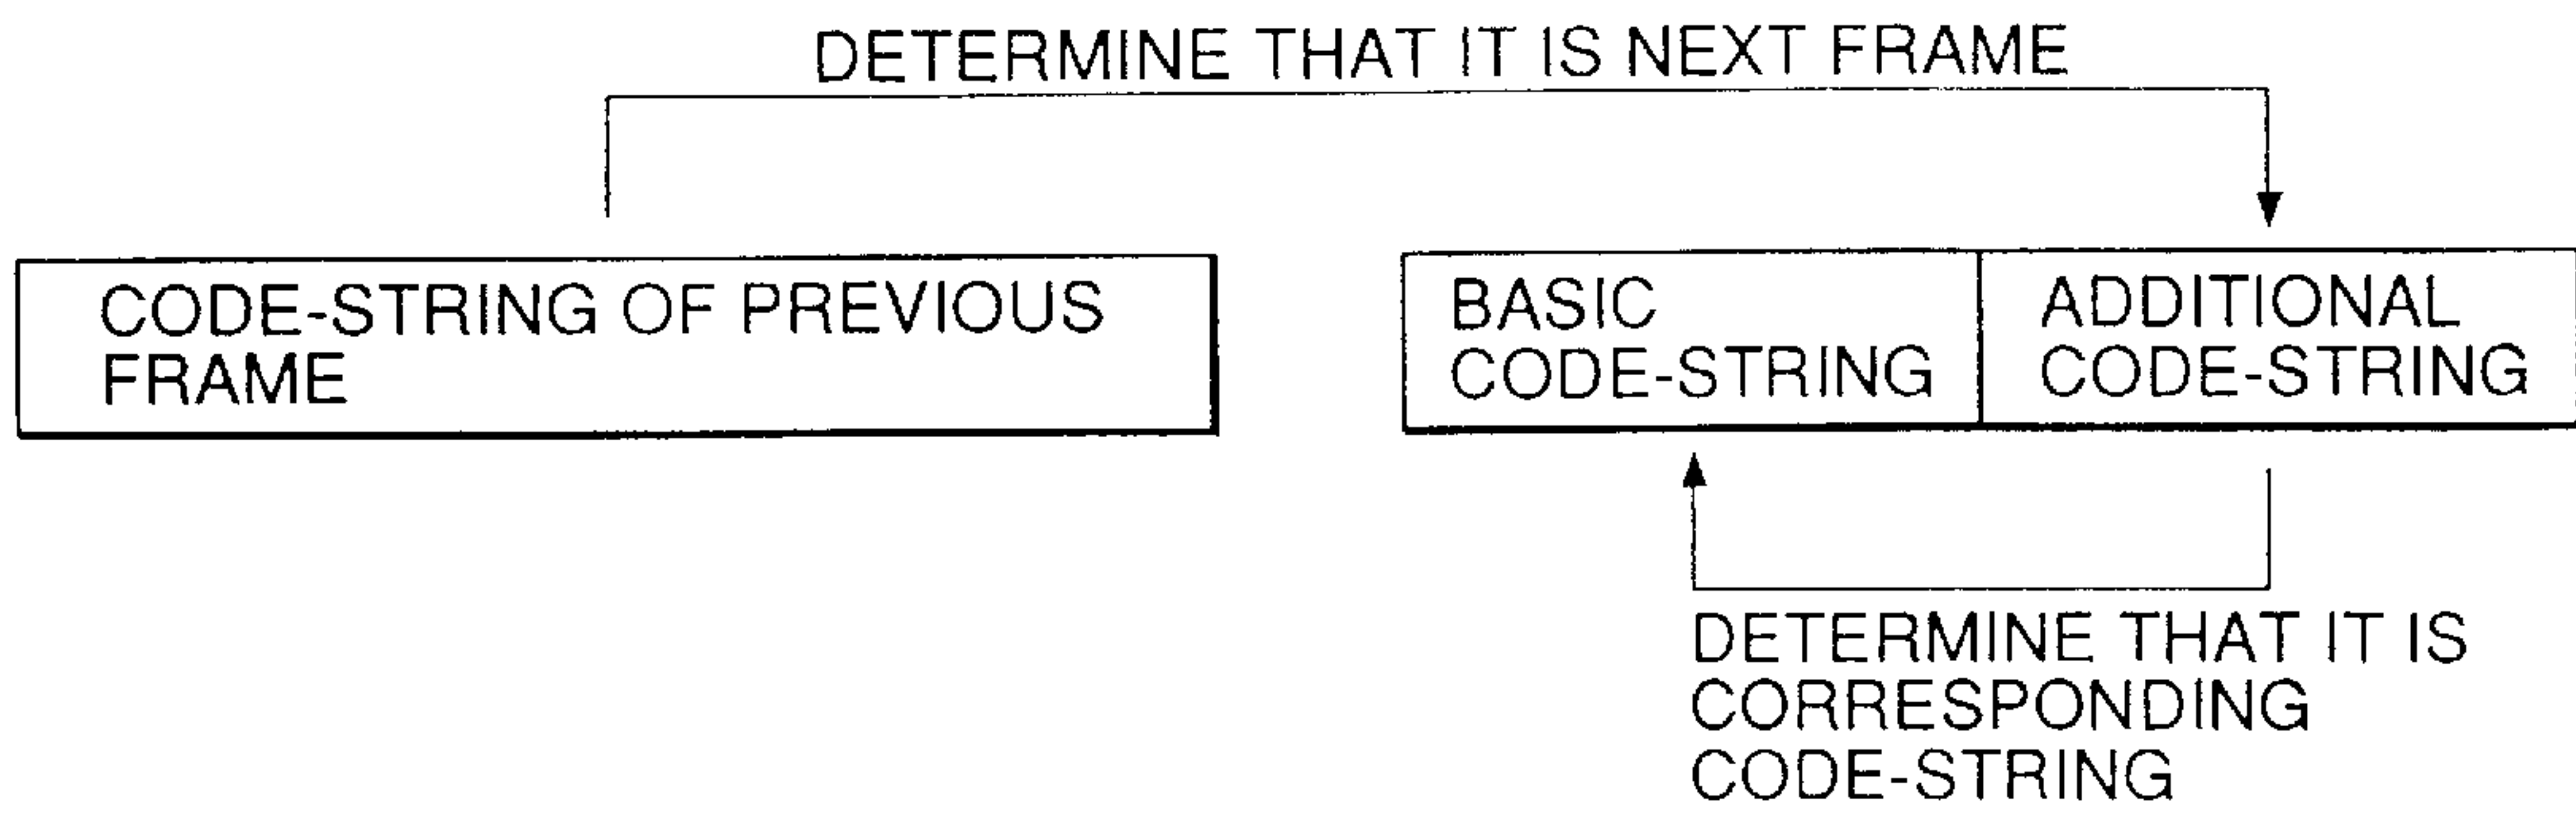 DETERMINE THAT IT IS NEXT FRAME
CODE-STRING OF PREVIOUS
FRAME
BASIC
CODE-STRING
ADDITIONAL
CODE-STRING
DETERMINE THAT IT IS
CORRESPONDING
CODE-STRING